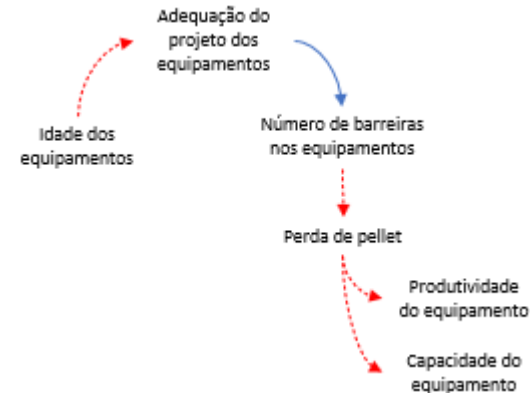 Adequação do
projeto dos
equipamentos
Idade dos
equipamentos
Número de barreiras
nos equipamentos
Perda de pellet
Produtividade
do equipamento
Capacidade do
equipamento